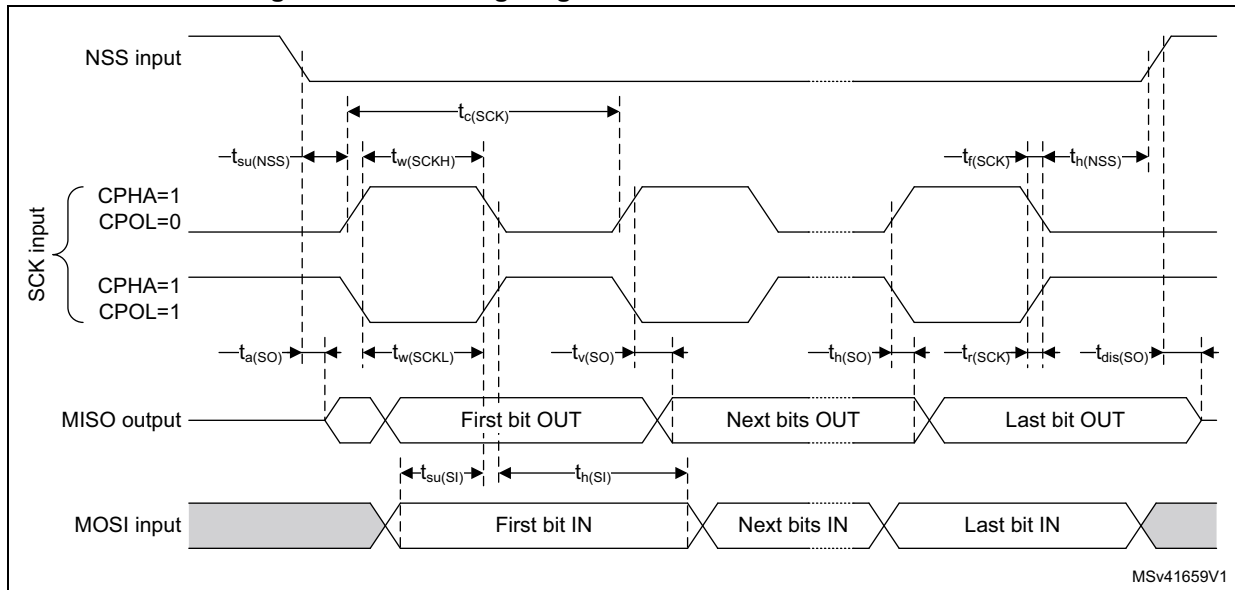 NSS input
tc(SCK)
tsu(NSS)
tw(SCKH)
tf(SCK)
th(NSS)
SCK input
CPHA=1
CPOL=0
CPHA=1
CPOL=1
ta(SO)
tw(SCKL)
tv(SO)
th(SO)
tr(SCK)
tdis(SO)
MISO output
First bit OUT
Next bits OUT
Last bit OUT
tsu(SI)
th(SI)
MOSI input
First bit IN
Next bits IN
Last bit IN
MSv41659V1